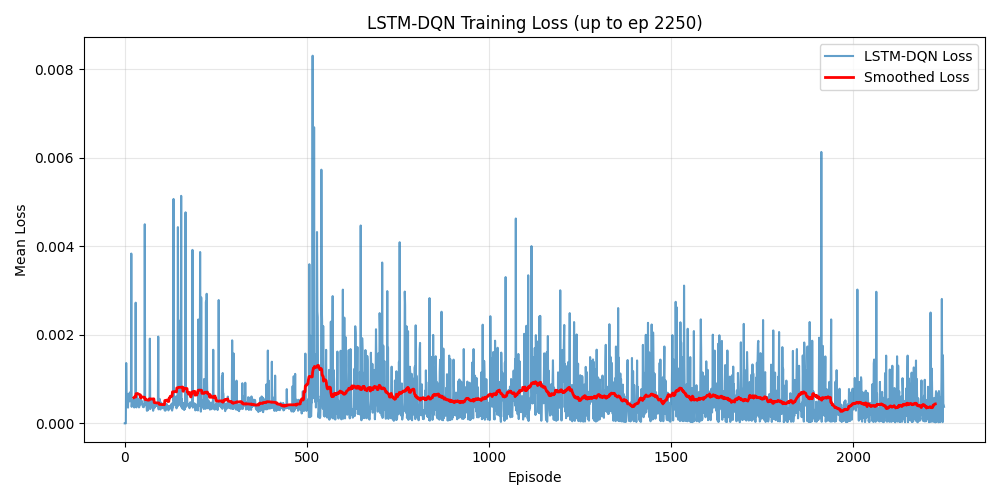 LSTM-DQN Training Loss (up to ep 2250)
LSTM-DQN Loss
Smoothed Loss
Mean Loss
0.008
0.006
0.004
0.002
0.000
0
500
1000
1500
2000
Episode